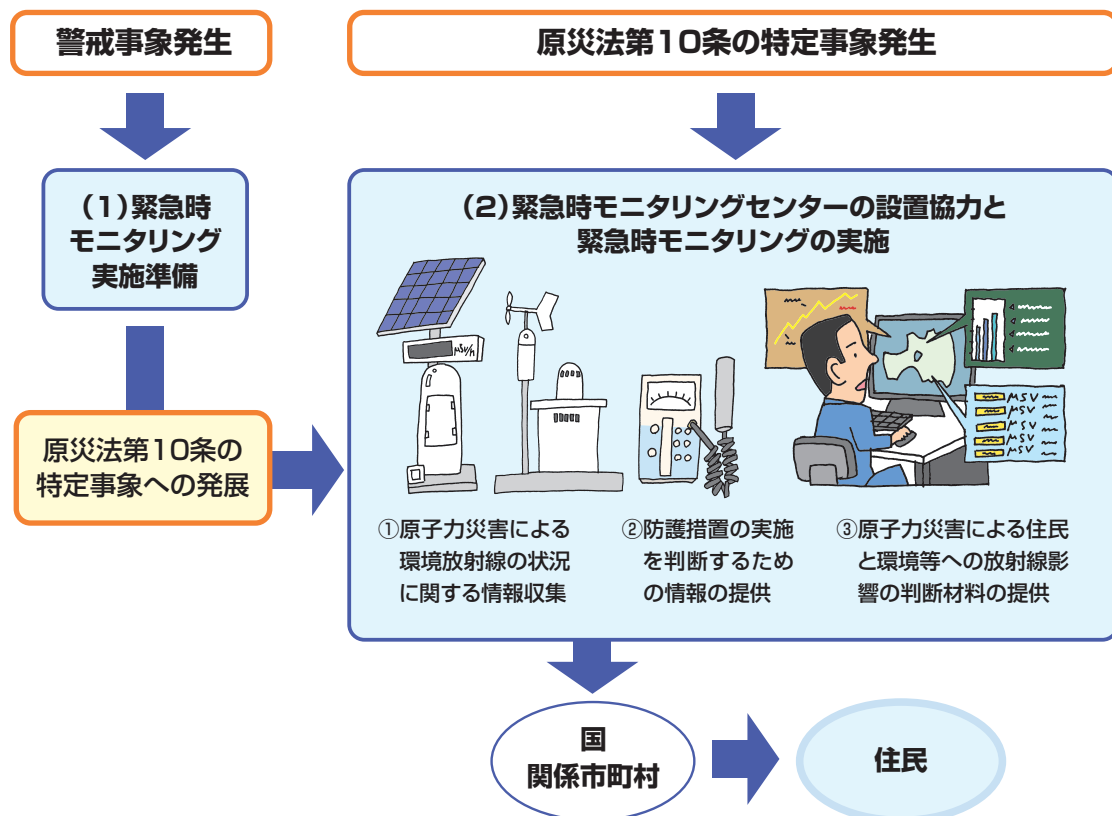 警戒事象発生
原災法第10条の特定事象発生
(1)緊急時
モニタリング
実施準備
原災法第10条の
特定事象への発展
(2)緊急時モニタリングセンターの設置協力と
緊急時モニタリングの実施
μSV/h
μSV
μSV
μSV
μSV
μSV
①原子力災害による
環境放射線の状況
に関する情報収集
②防護措置の実施
を判断するため
の情報の提供
③原子力災害による住民
と環境等への放射線影
響の判断材料の提供
国
関係市町村
住民